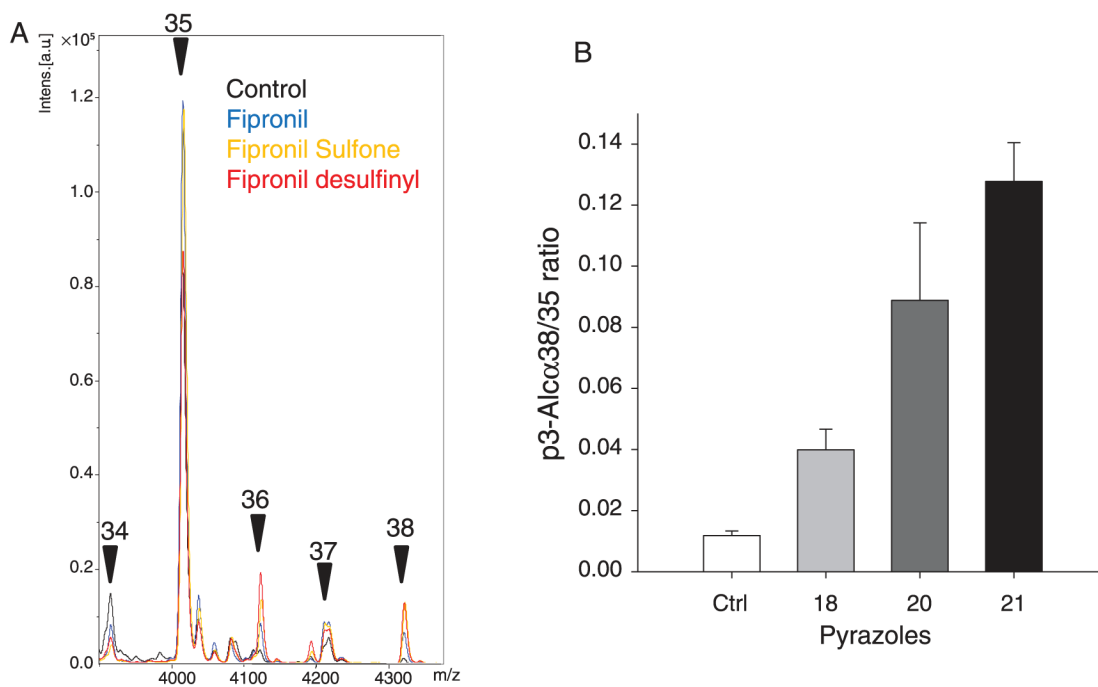 A
Intens.[a.u.]
×10⁵
1.2
1.0
0.8
0.6
0.4
0.2
0.0
4000
4100
4200
4300
m/z
34
35
36
37
38
Control
Fipronil
Fipronil Sulfone
Fipronil desulfinyl
B
p3-Alcα38/35 ratio
0.14
0.12
0.10
0.08
0.06
0.04
0.02
0.00
Ctrl
18
20
21
Pyrazoles